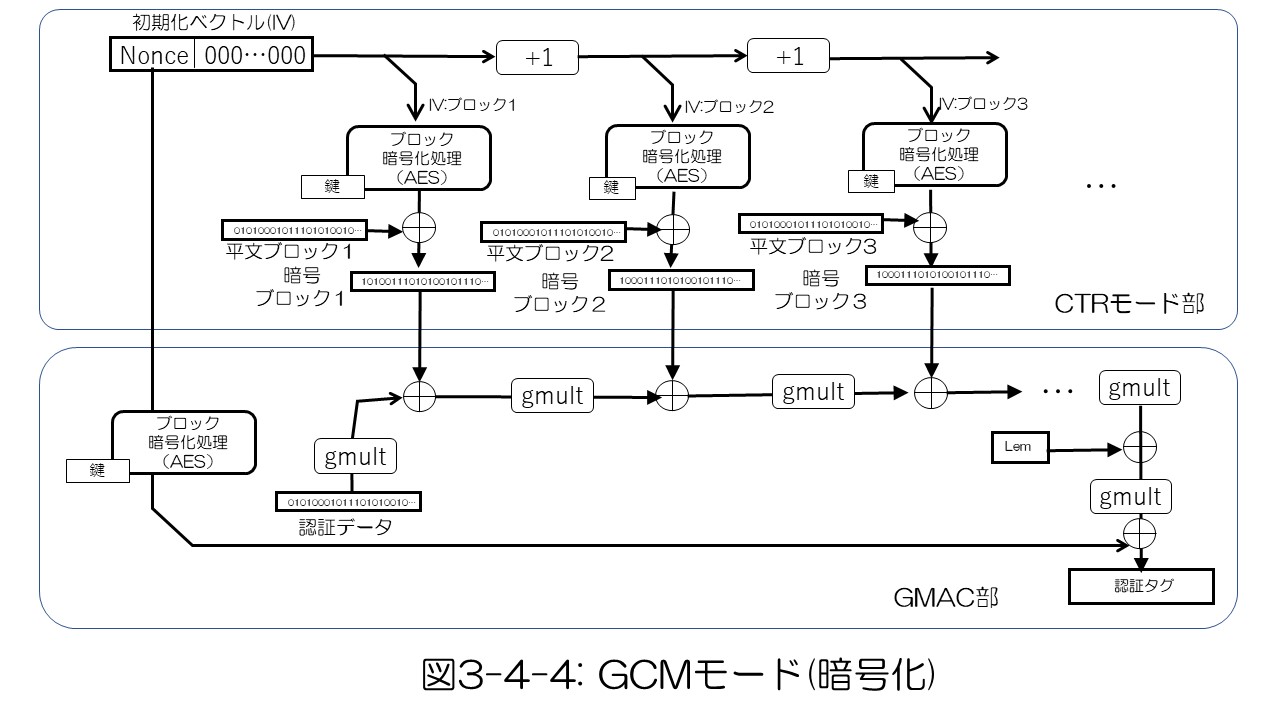 初期化ベクトル(IV)
Nonce 000…000
+1
+1
IV:ブロック1
IV:ブロック2
IV:ブロック3
ブロック
暗号化処理
（AES）
鍵
ブロック
暗号化処理
（AES）
鍵
ブロック
暗号化処理
（AES）
鍵
…
01010001011101010010…
平文ブロック1
01010001011101010010…
平文ブロック2
01010001011101010010…
平文ブロック3
暗号
ブロック1
10100111010100101110…
暗号
ブロック2
10001110101001011110…
暗号
ブロック3
10001110101001011110…
CTRモード部
gmult
gmult
…
gmult
ブロック
暗号化処理
（AES）
鍵
gmult
01010001011101010010…
認証データ
Lem
gmult
認証タグ
GMAC部
図3-4-4: GCMモード(暗号化)